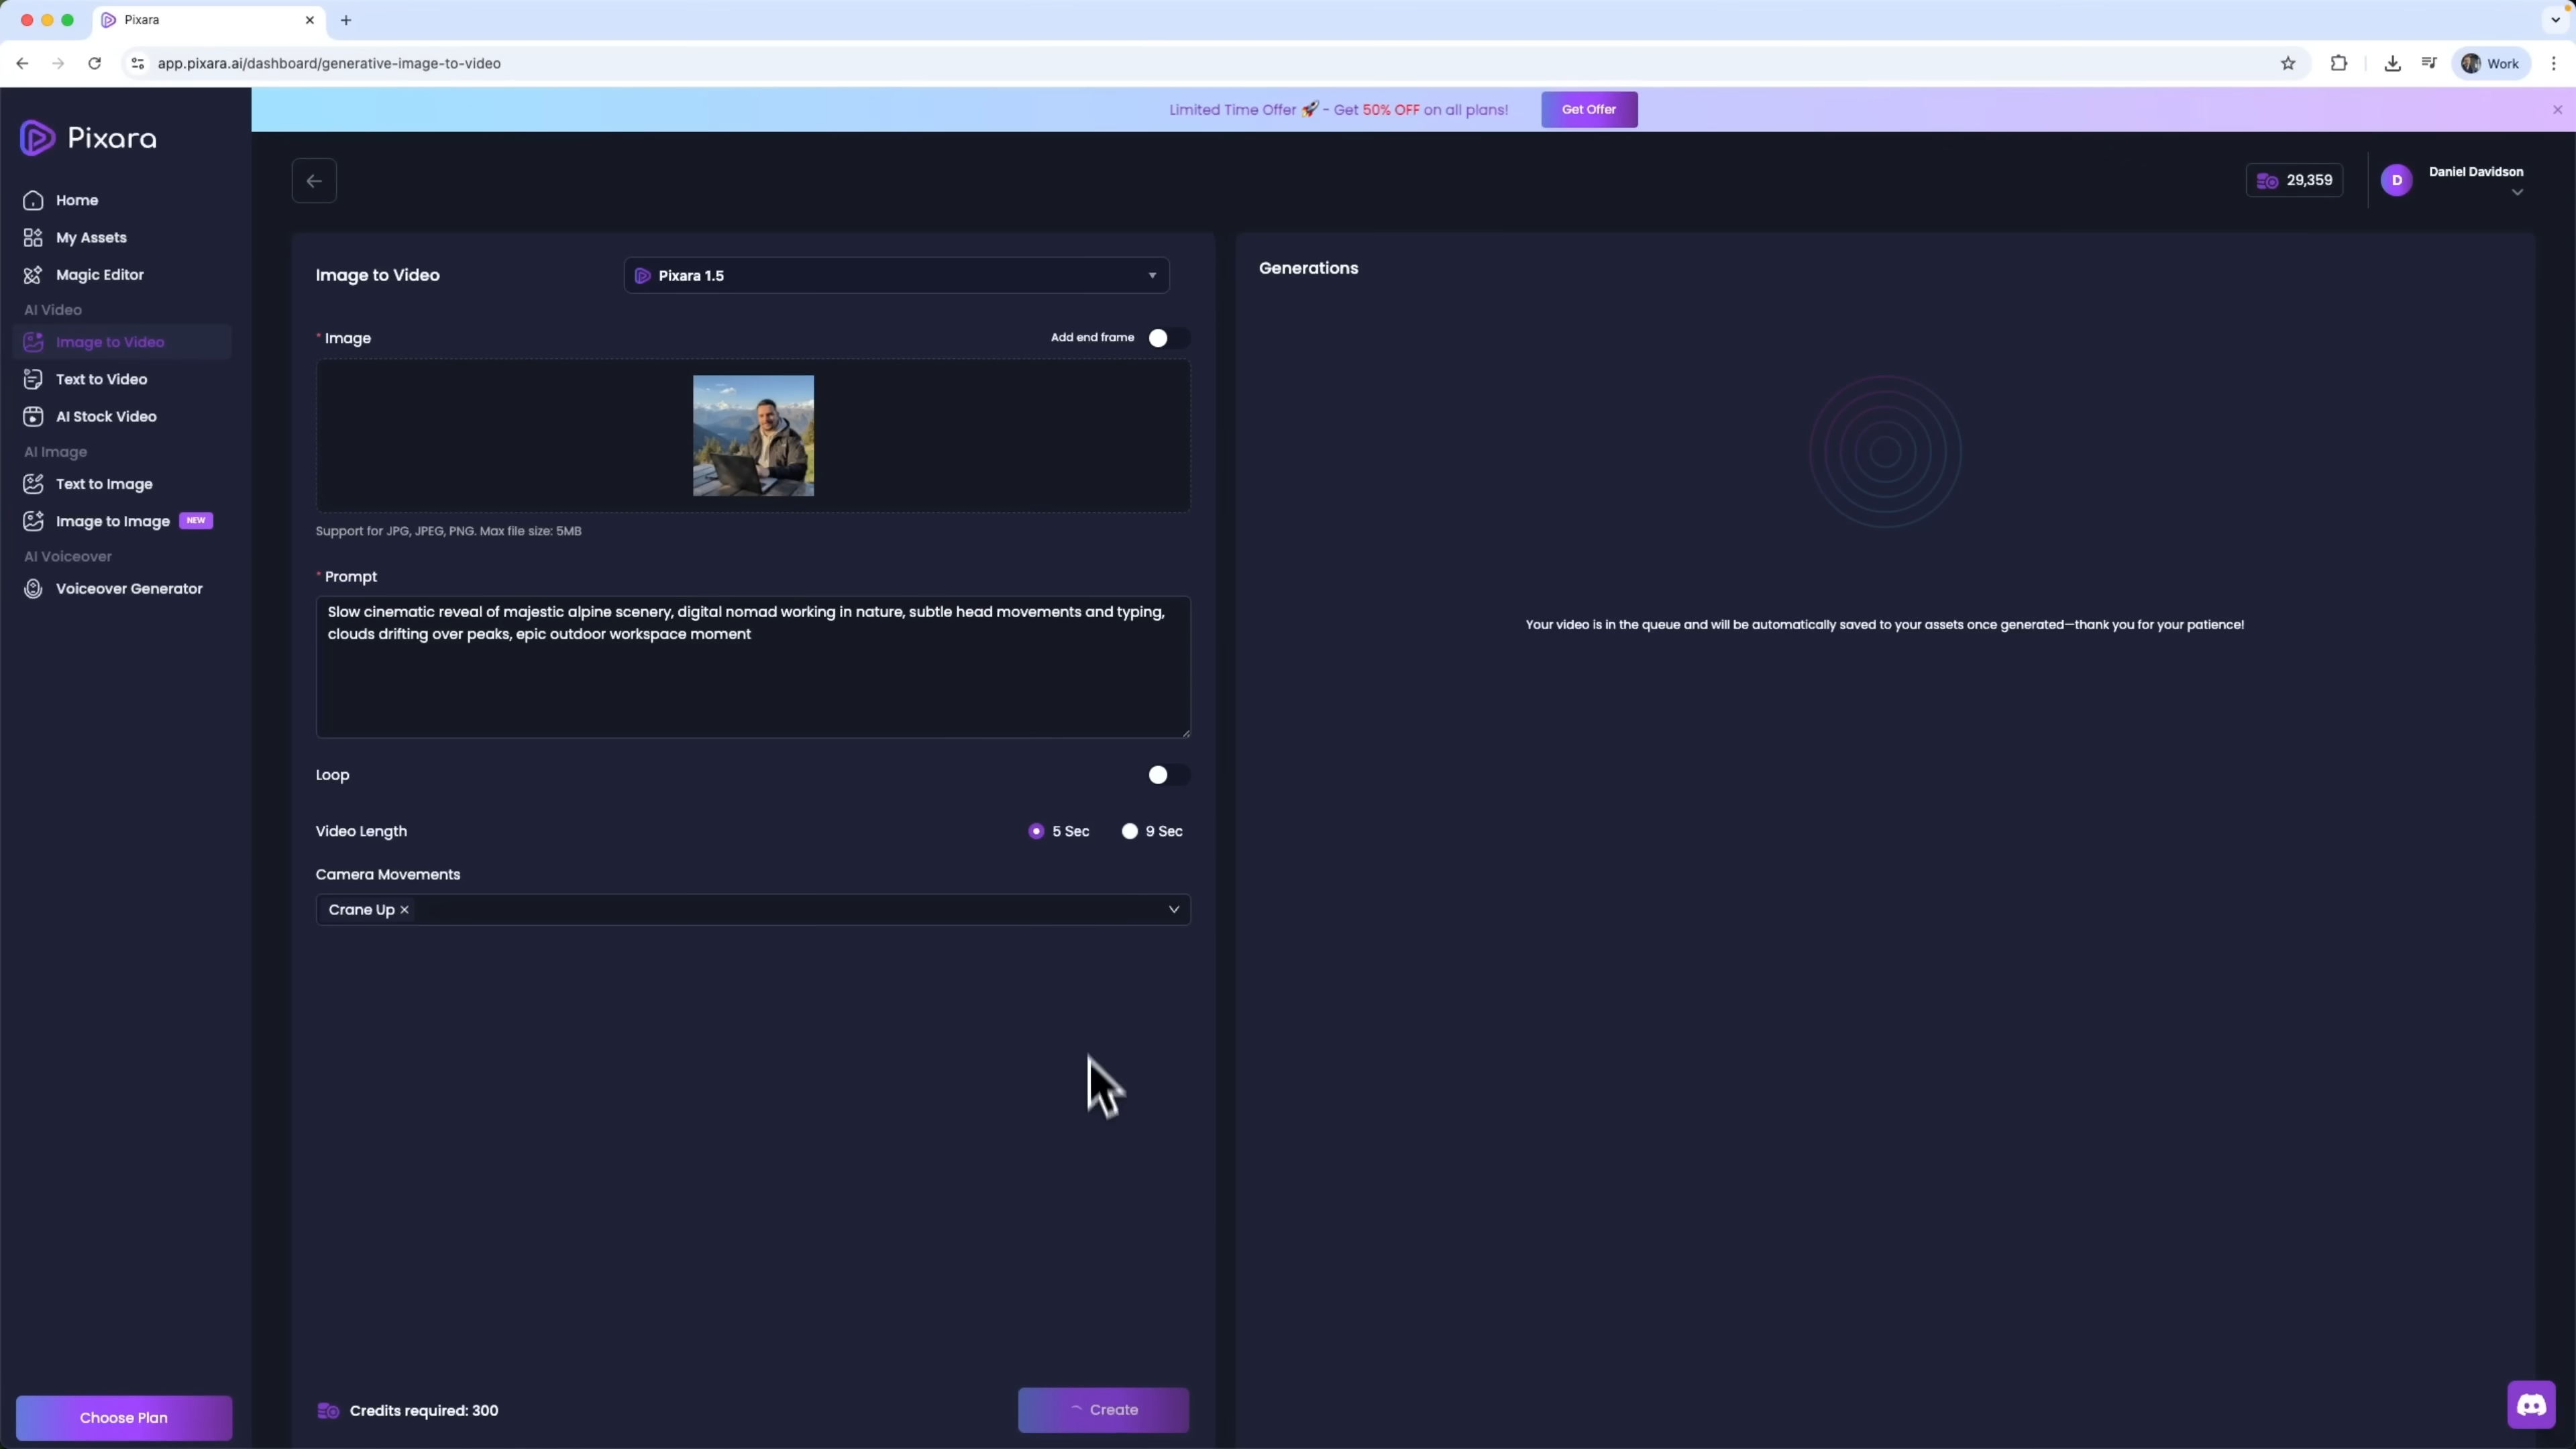 Pixara
app.pixara.ai/dashboard/generative-image-to-video
Work
Limited Time Offer 🚀 - Get 50% OFF on all plans!
Get Offer
Pixara
Home
My Assets
Magic Editor
AI Video
Image to Video
Text to Video
AI Stock Video
AI Image
Text to Image
Image to Image NEW
AI Voiceover
Voiceover Generator
Choose Plan
29,359
D
Daniel Davidson
Image to Video
Pixara 1.5
* Image
Add end frame
Support for JPG, JPEG, PNG. Max file size: 5MB
* Prompt
Slow cinematic reveal of majestic alpine scenery, digital nomad working in nature, subtle head movements and typing,
clouds drifting over peaks, epic outdoor workspace moment
Loop
Video Length
5 Sec
9 Sec
Camera Movements
Crane Up
Credits required: 300
Create
Generations
Your video is in the queue and will be automatically saved to your assets once generated—thank you for your patience!